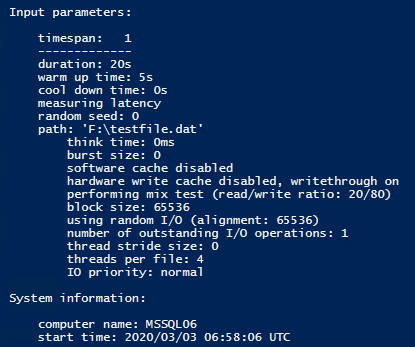 Input parameters:
timespan: 1
-------------
duration: 20s
warm up time: 5s
cool down time: 0s
measuring latency
random seed: 0
path: 'F:\testfile.dat'
think time: 0ms
burst size: 0
software cache disabled
hardware write cache disabled, writethrough on
performing mix test (read/write ratio: 20/80)
block size: 65536
using random I/O (alignment: 65536)
number of outstanding I/O operations: 1
thread stride size: 0
threads per file: 4
IO priority: normal
System information:
computer name: MSSQL06
start time: 2020/03/03 06:58:06 UTC